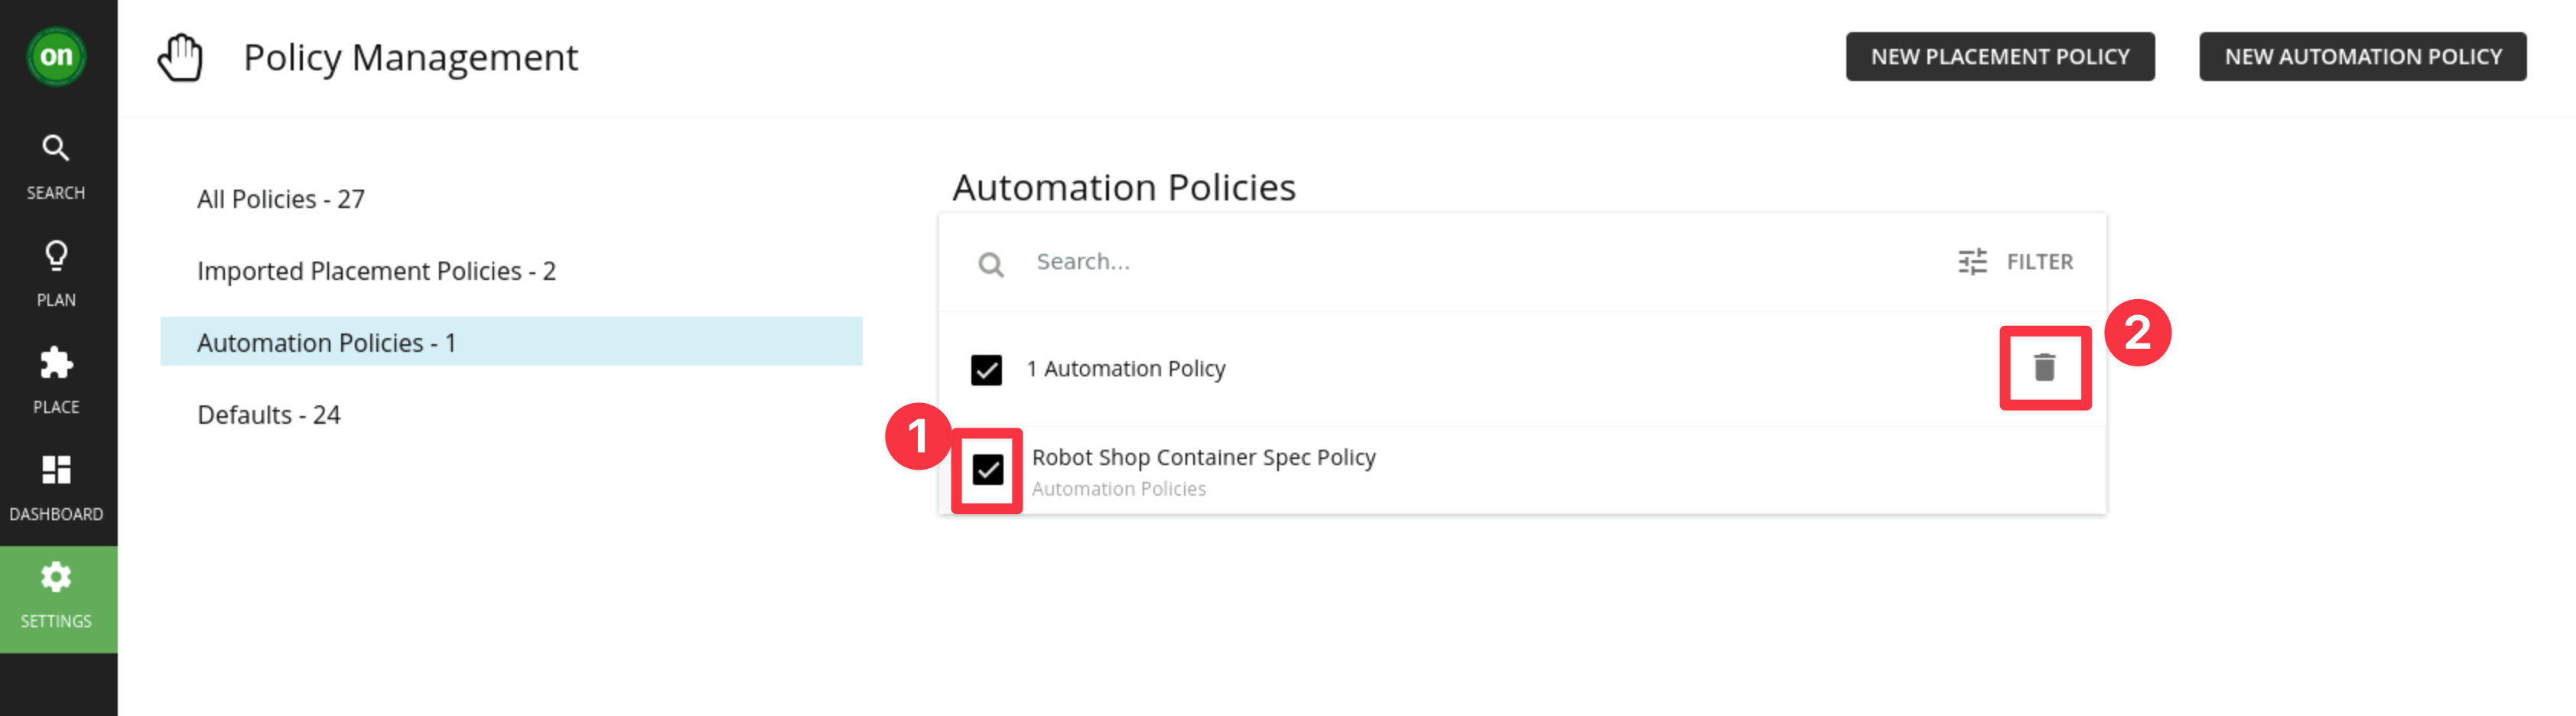 on
Policy Management
NEW PLACEMENT POLICY
NEW AUTOMATION POLICY
SEARCH
PLAN
PLACE
DASHBOARD
SETTINGS
All Policies - 27
Imported Placement Policies - 2
Automation Policies - 1
Defaults - 24
Automation Policies
Search...
FILTER
1 Automation Policy
2
1
Robot Shop Container Spec Policy
Automation Policies